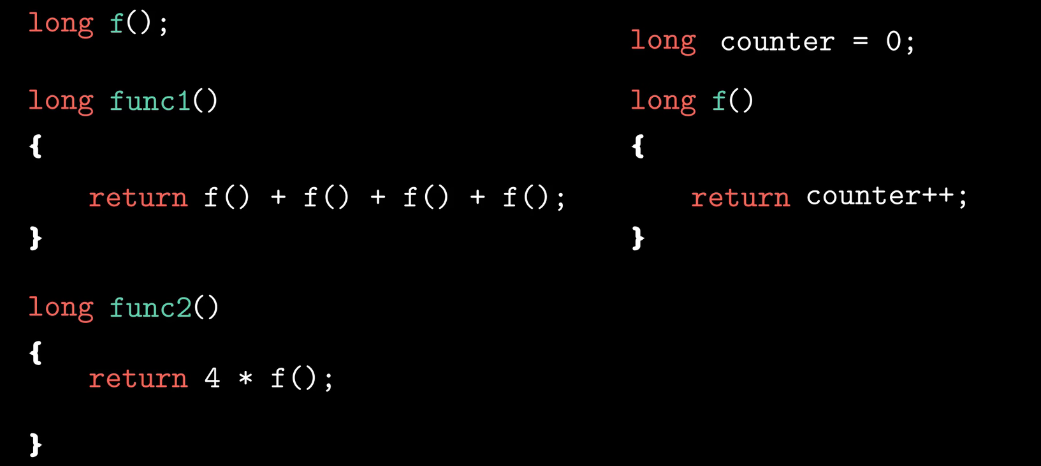 long f();
long func1()
{
return f() + f() + f() + f();
}
long func2()
{
return 4 * f();
}
long counter = 0;
long f()
{
return counter++;
}